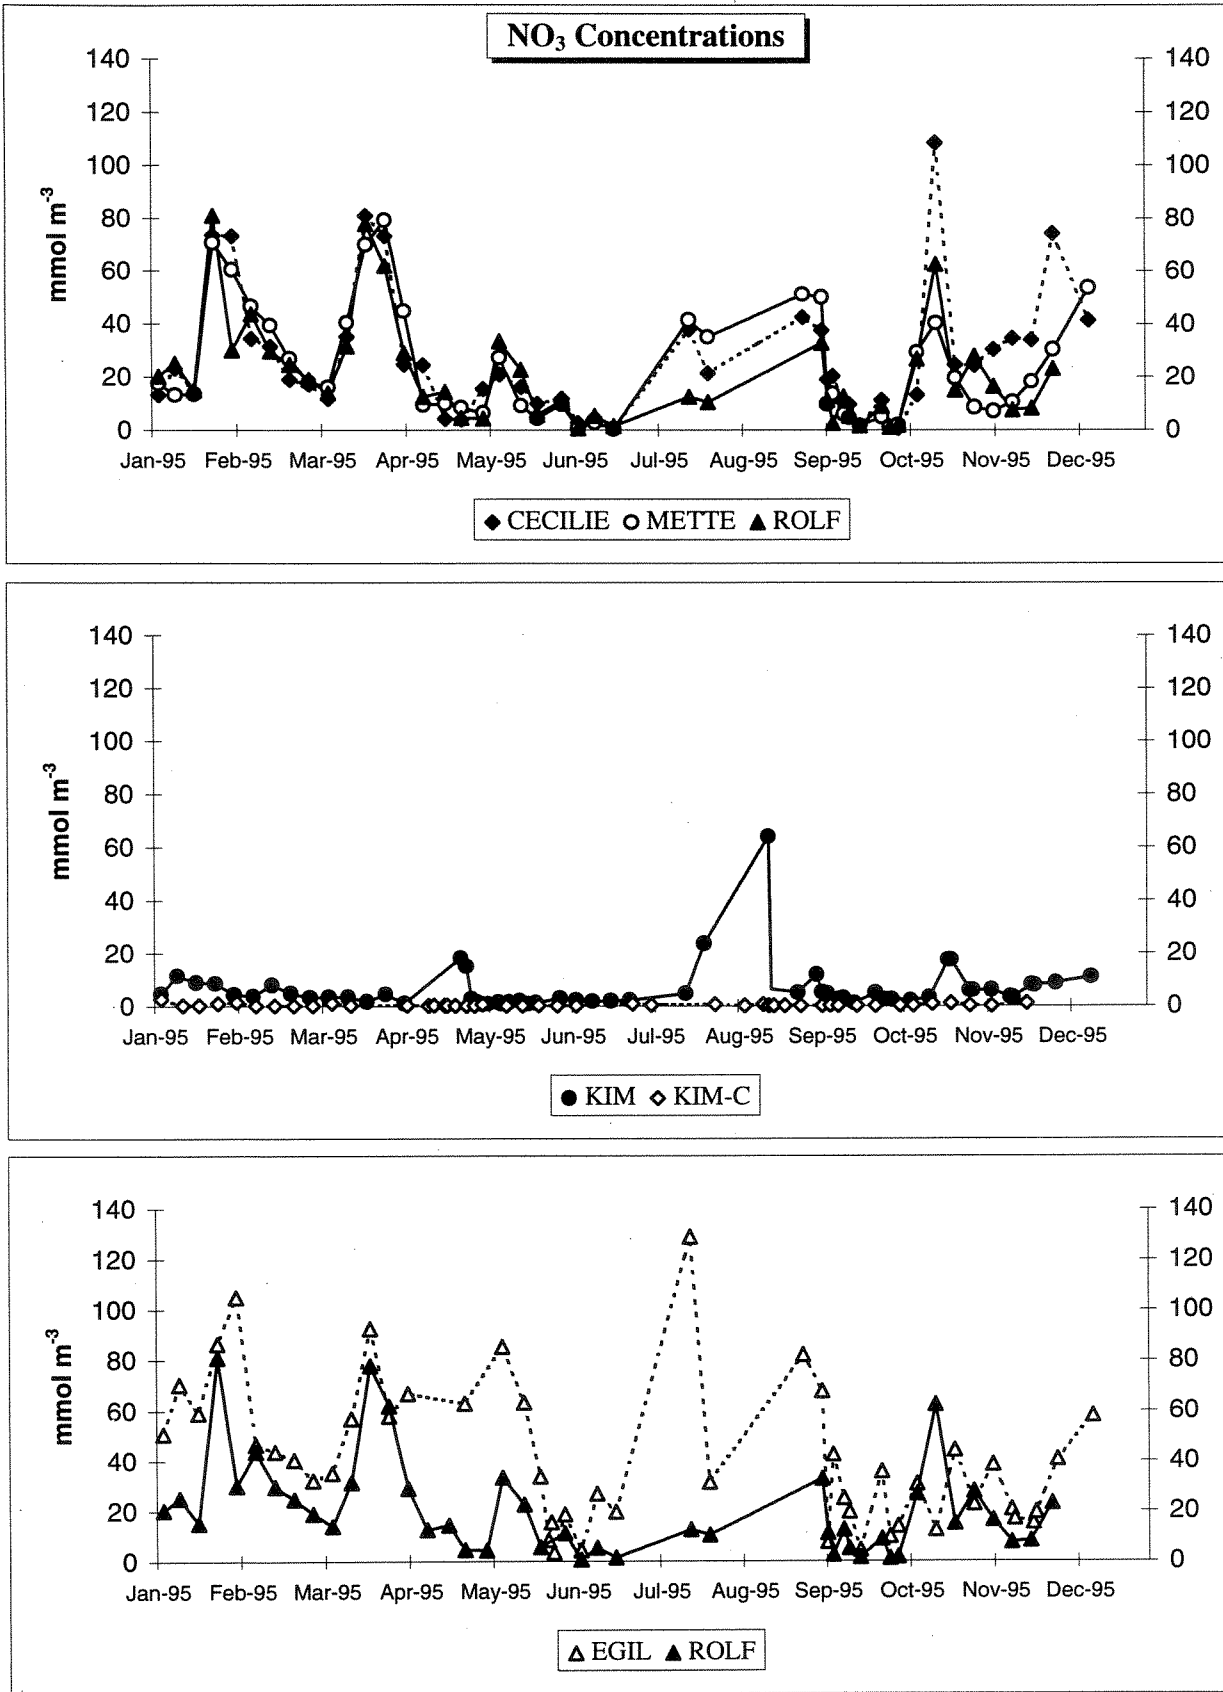 NO₃ Concentrations
140 140
120 120
100 100
80 80
60 60
40 40
20 20
0 0
mmol m⁻³
Jan-95 Feb-95 Mar-95 Apr-95 May-95 Jun-95 Jul-95 Aug-95 Sep-95 Oct-95 Nov-95 Dec-95
CECILIE METTE ROLF
140 140
120 120
100 100
80 80
60 60
40 40
20 20
0 0
mmol m⁻³
Jan-95 Feb-95 Mar-95 Apr-95 May-95 Jun-95 Jul-95 Aug-95 Sep-95 Oct-95 Nov-95 Dec-95
KIM KIM-C
140 140
120 120
100 100
80 80
60 60
40 40
20 20
0 0
mmol m⁻³
Jan-95 Feb-95 Mar-95 Apr-95 May-95 Jun-95 Jul-95 Aug-95 Sep-95 Oct-95 Nov-95 Dec-95
EGIL ROLF